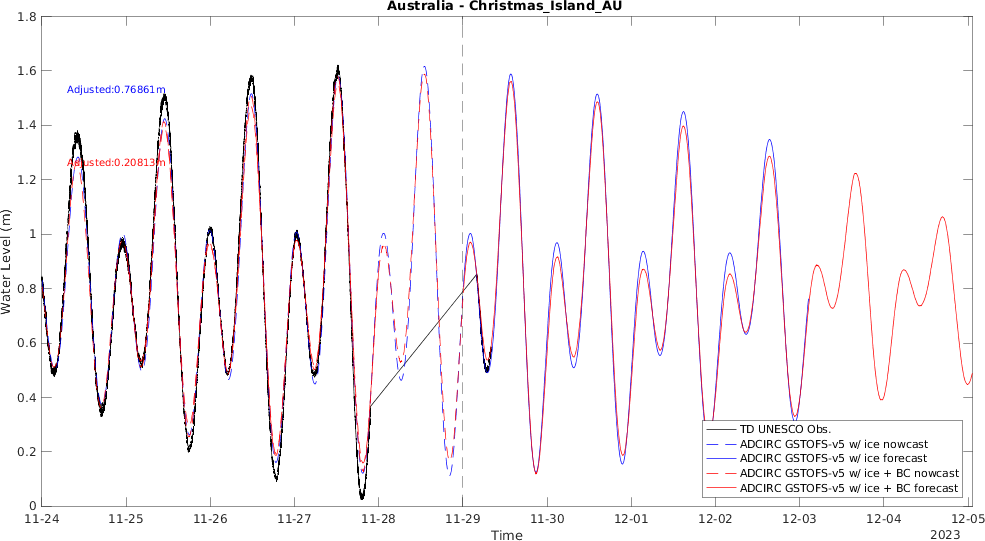 Australia - Christmas_Island_AU
Water Level (m)
1.8
1.6
1.4
1.2
1
0.8
0.6
0.4
0.2
0
Adjusted:0.76861m
Adjusted:0.20813m
TD UNESCO Obs.
ADCIRC GSTOFS-v5 w/ ice nowcast
ADCIRC GSTOFS-v5 w/ ice forecast
ADCIRC GSTOFS-v5 w/ ice + BC nowcast
ADCIRC GSTOFS-v5 w/ ice + BC forecast
11-24 11-25 11-26 11-27 11-28 11-29 11-30 12-01 12-02 12-03 12-04 12-05
Time
2023